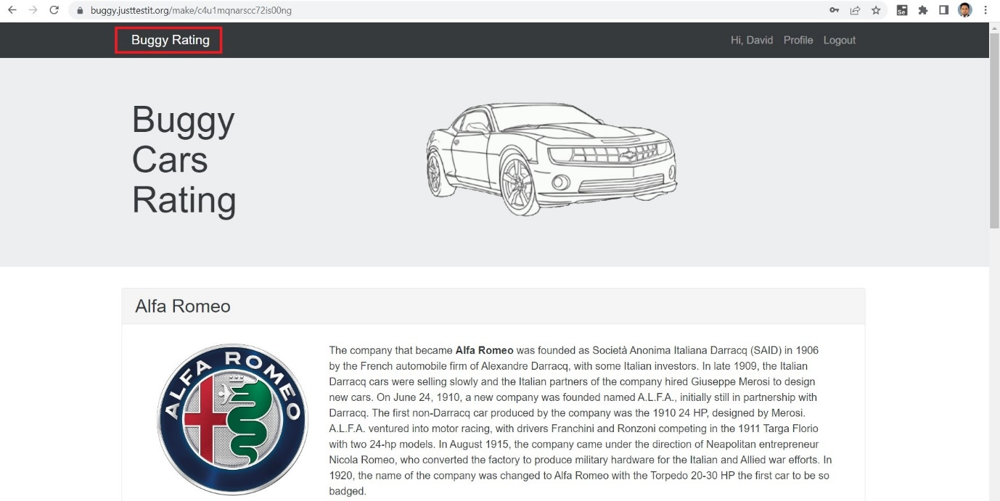 buggy.justtestit.org/make/c4u1mqnarscc72is00ng
Se
Buggy Rating
Hi, David Profile Logout
Buggy
Cars
Rating
Alfa Romeo
ALFA ROMEO
The company that became Alfa Romeo was founded as Società Anonima Italiana Darracq (SAID) in 1906
by the French automobile firm of Alexandre Darracq, with some Italian investors. In late 1909, the Italian
Darracq cars were selling slowly and the Italian partners of the company hired Giuseppe Merosi to design
new cars. On June 24, 1910, a new company was founded named A.L.F.A., initially still in partnership with
Darracq. The first non-Darracq car produced by the company was the 1910 24 HP, designed by Merosi.
A.L.F.A. ventured into motor racing, with drivers Franchini and Ronzoni competing in the 1911 Targa Florio
with two 24-hp models. In August 1915, the company came under the direction of Neapolitan entrepreneur
Nicola Romeo, who converted the factory to produce military hardware for the Italian and Allied war efforts. In
1920, the name of the company was changed to Alfa Romeo with the Torpedo 20-30 HP the first car to be so
badged.